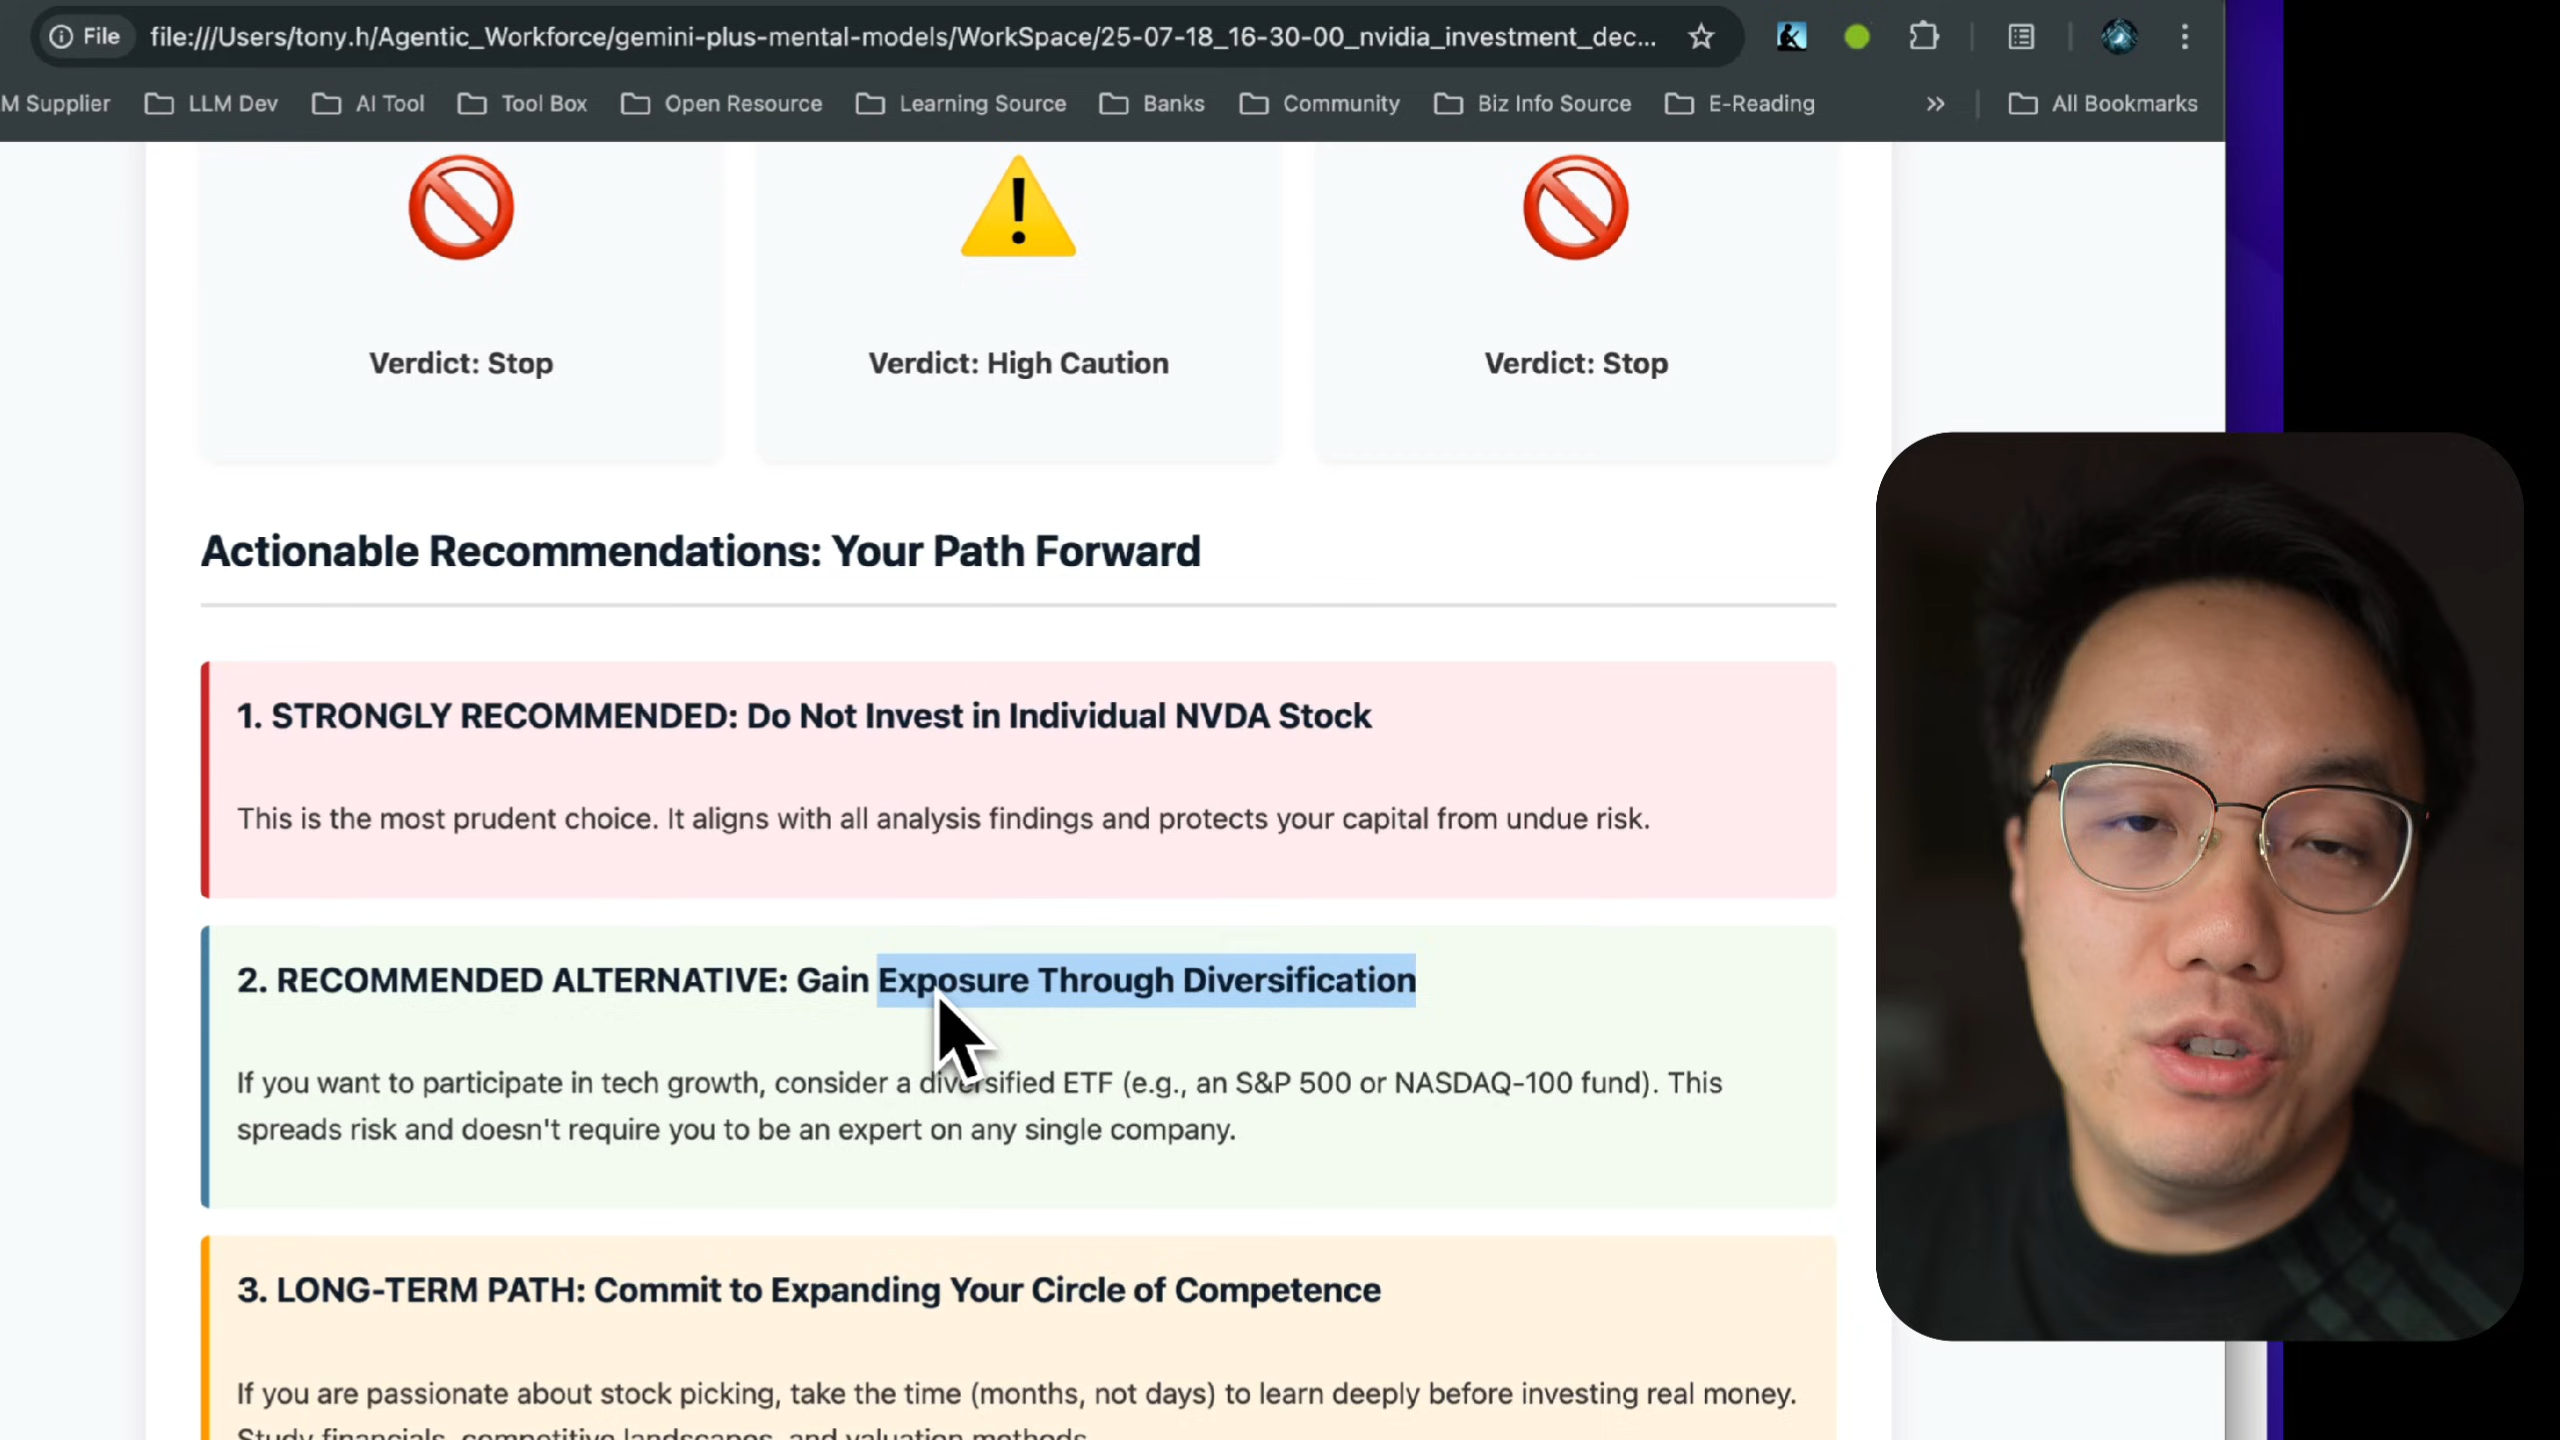 File file:///Users/tony.h/Agentic_Workforce/gemini-plus-mental-models/WorkSpace/25-07-18_16-30-00_nvidia_investment_dec...
M Supplier LLM Dev AI Tool Tool Box Open Resource Learning Source Banks Community Biz Info Source E-Reading » All Bookmarks
Verdict: Stop
Verdict: High Caution
Verdict: Stop
Actionable Recommendations: Your Path Forward
1. STRONGLY RECOMMENDED: Do Not Invest in Individual NVDA Stock
This is the most prudent choice. It aligns with all analysis findings and protects your capital from undue risk.
2. RECOMMENDED ALTERNATIVE: Gain Exposure Through Diversification
If you want to participate in tech growth, consider a diversified ETF (e.g., an S&P 500 or NASDAQ-100 fund). This
spreads risk and doesn't require you to be an expert on any single company.
3. LONG-TERM PATH: Commit to Expanding Your Circle of Competence
If you are passionate about stock picking, take the time (months, not days) to learn deeply before investing real money.
Study financials, competitive landscapes, and valuation methods.